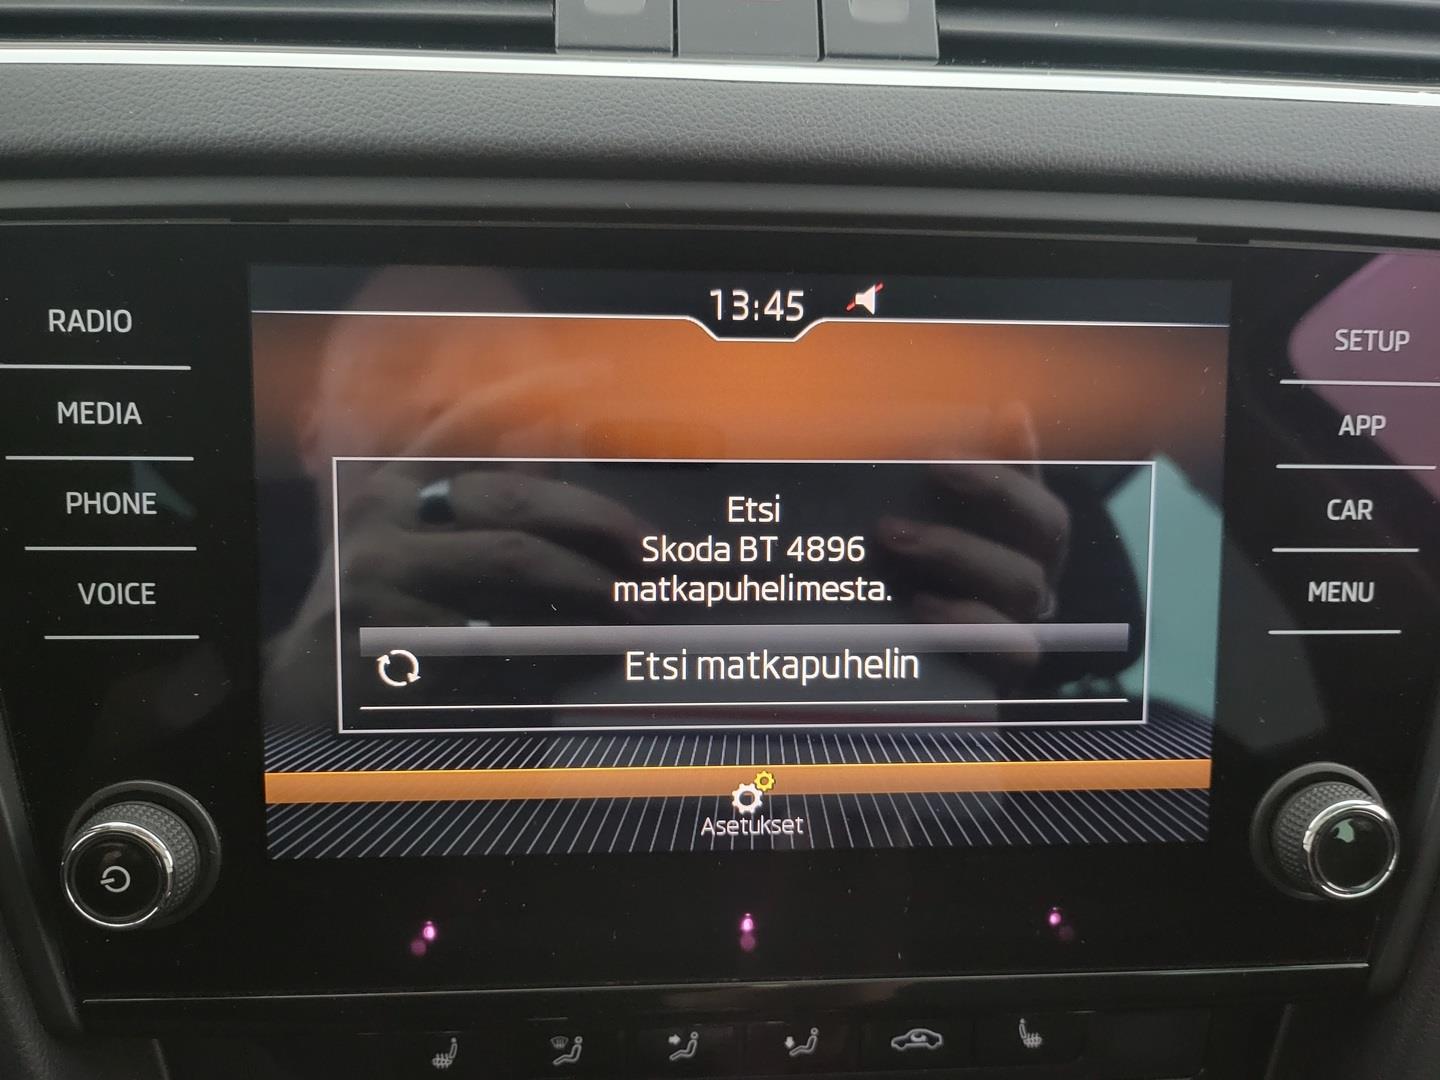 13:45
RADIO
MEDIA
PHONE
VOICE
Etsi
Skoda BT 4896
matkapuhelimesta.
Etsi matkapuhelin
Asetukset
SETUP
APP
CAR
MENU